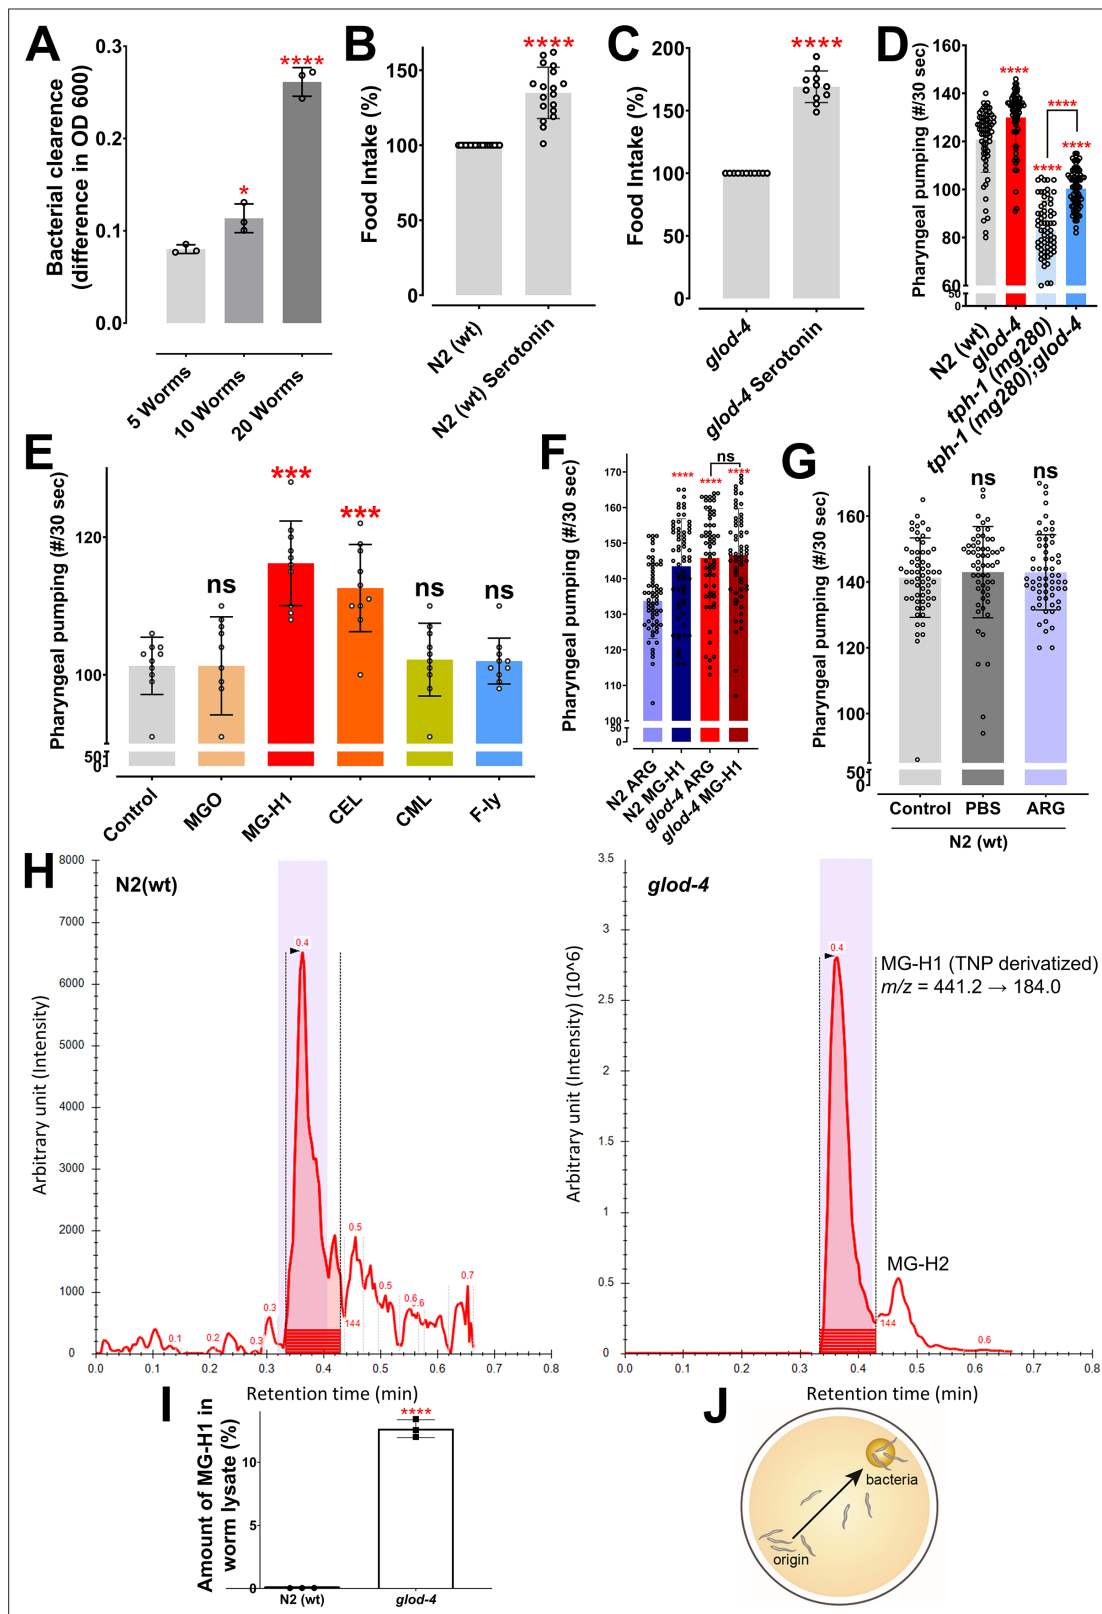 A
Bacterial clearence
(difference in OD 600)
0.3
0.2
0.1
0.0
*
****
5 Worms
10 Worms
20 Worms
B
Food Intake (%)
150
100
50
0
****
N2 (wt)
N2 (wt) Serotonin
C
Food Intake (%)
200
150
100
50
0
****
glod-4
glod-4 Serotonin
D
Pharyngeal pumping (#/30 sec)
160
140
120
100
80
60
50
0
****
****
****
****
N2 (wt)
glod-4
tph-1 (mg280)
tph-1 (mg280);glod-4
E
Pharyngeal pumping (#/30 sec)
120
100
50
0
ns
***
***
ns
ns
Control
MGO
MG-H1
CEL
CML
F-ly
F
Pharyngeal pumping (#/30 sec)
170
160
150
140
130
120
110
100
50
0
****
****
ns
****
N2 ARG
N2 MG-H1
glod-4 ARG
glod-4 MG-H1
G
Pharyngeal pumping (#/30 sec)
160
140
120
100
50
0
ns
ns
Control
PBS
ARG
N2 (wt)
H
N2(wt)
Arbitrary unit (Intensity)
8000
7000
6000
5000
4000
3000
2000
1000
0
0.1
0.2
0.3
0.3
0.4
144
0.5
0.5
0.6
0.7
0.0
0.1
0.2
0.3
0.4
0.5
0.6
0.7
0.8
Retention time (min)
glod-4
Arbitrary unit (Intensity) (10^6)
3.5
3
2.5
2
1.5
1
0.5
0
0.4
MG-H1 (TNP derivatized)
m/z = 441.2 → 184.0
MG-H2
144
0.6
0.0
0.1
0.2
0.3
0.4
0.5
0.6
0.7
0.8
Retention time (min)
I
Amount of MG-H1 in
worm lysate (%)
10
5
0
****
N2 (wt)
glod-4
J
bacteria
origin